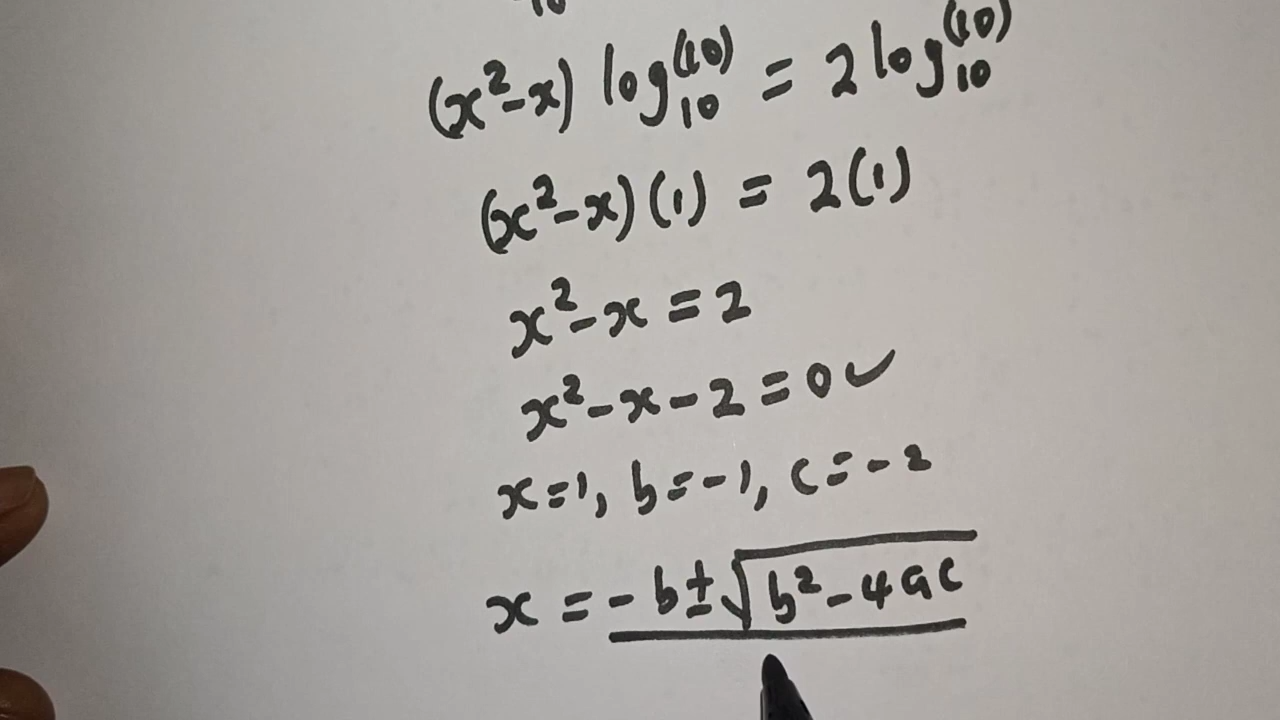 10
(x²-x) log₁₀⁽¹⁰⁾ = 2 log₁₀⁽¹⁰⁾
(x²-x)(1) = 2(1)
x²-x = 2
x²-x-2=0✓
x=1, b=-1, c=-2
x = -b±√b²-4ac